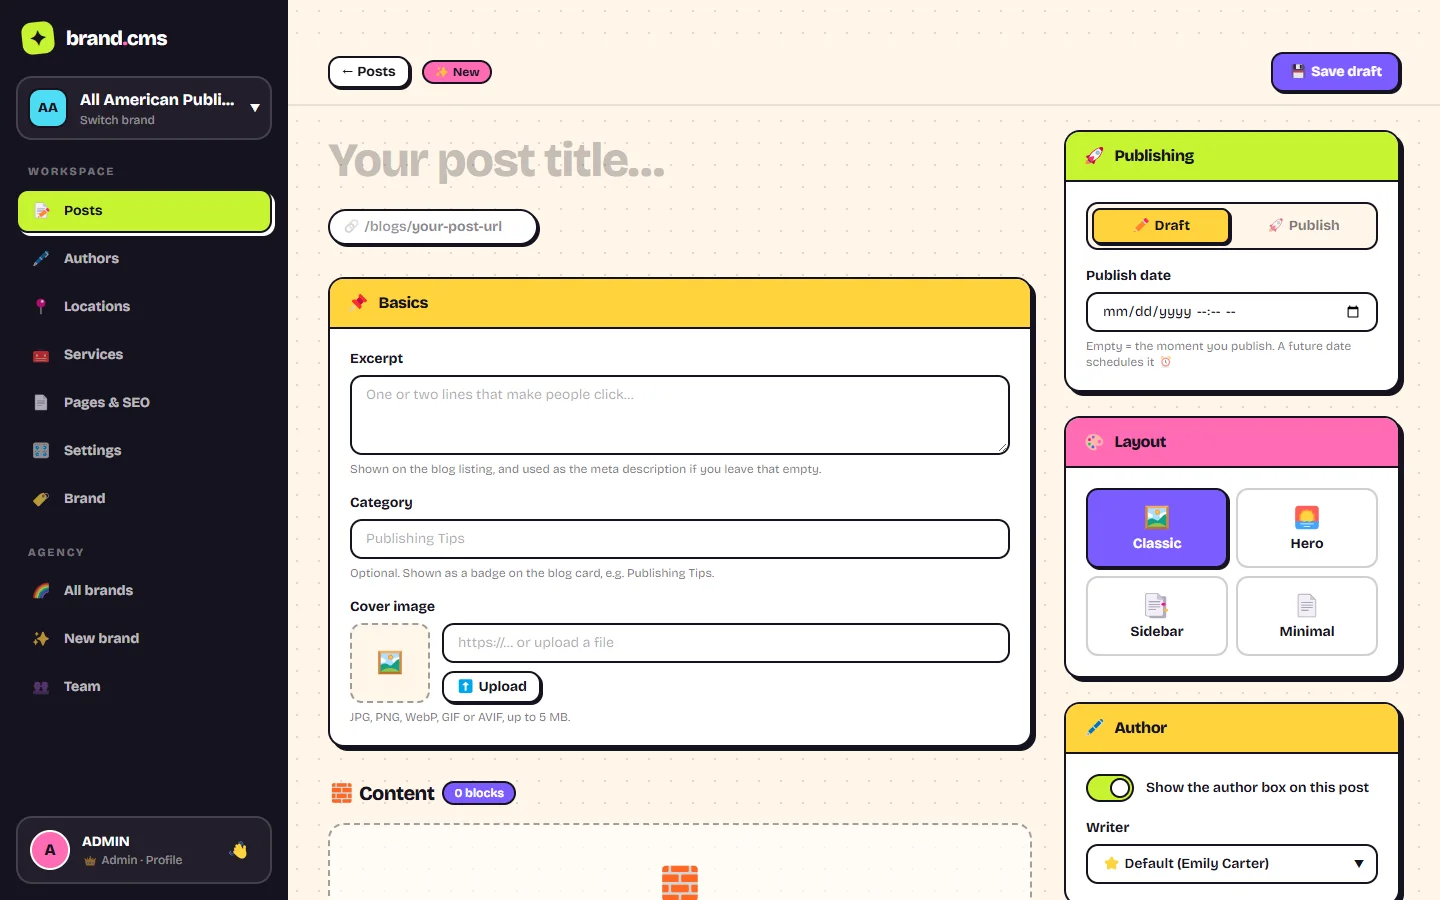 brand.cms
AA
All American Publi...
Switch brand
WORKSPACE
Posts
Authors
Locations
Services
Pages & SEO
Settings
Brand
AGENCY
All brands
New brand
Team
A
ADMIN
Admin · Profile
← Posts
New
Save draft
Your post title...
/blogs/your-post-url
Basics
Excerpt
One or two lines that make people click...
Shown on the blog listing, and used as the meta description if you leave that empty.
Category
Publishing Tips
Optional. Shown as a badge on the blog card, e.g. Publishing Tips.
Cover image
https://... or upload a file
Upload
JPG, PNG, WebP, GIF or AVIF, up to 5 MB.
Content
0 blocks
Publishing
Draft
Publish
Publish date
mm/dd/yyyy --:-- --
Empty = the moment you publish. A future date
schedules it
Layout
Classic
Hero
Sidebar
Minimal
Author
Show the author box on this post
Writer
Default (Emily Carter)